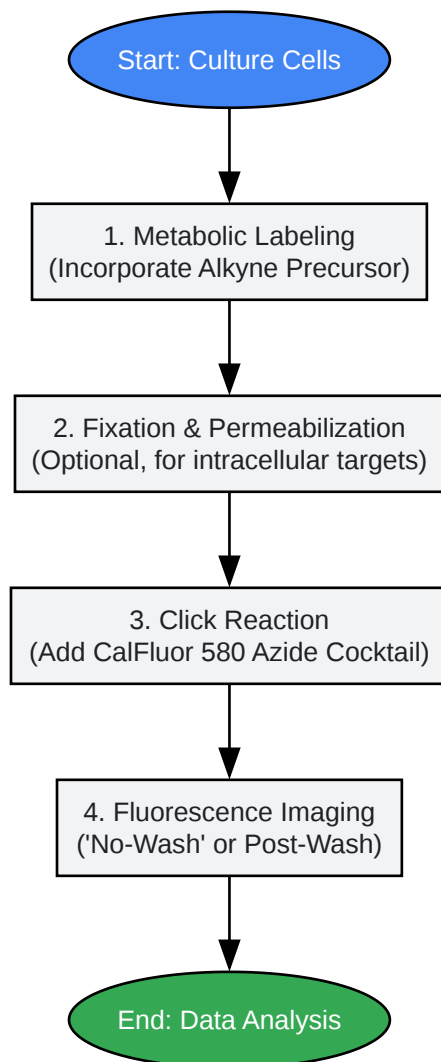 Start: Culture Cells
1. Metabolic Labeling
(Incorporate Alkyne Precursor)
2. Fixation & Permeabilization
(Optional, for intracellular targets)
3. Click Reaction
(Add CalFluor 580 Azide Cocktail)
4. Fluorescence Imaging
('No-Wash' or Post-Wash)
End: Data Analysis